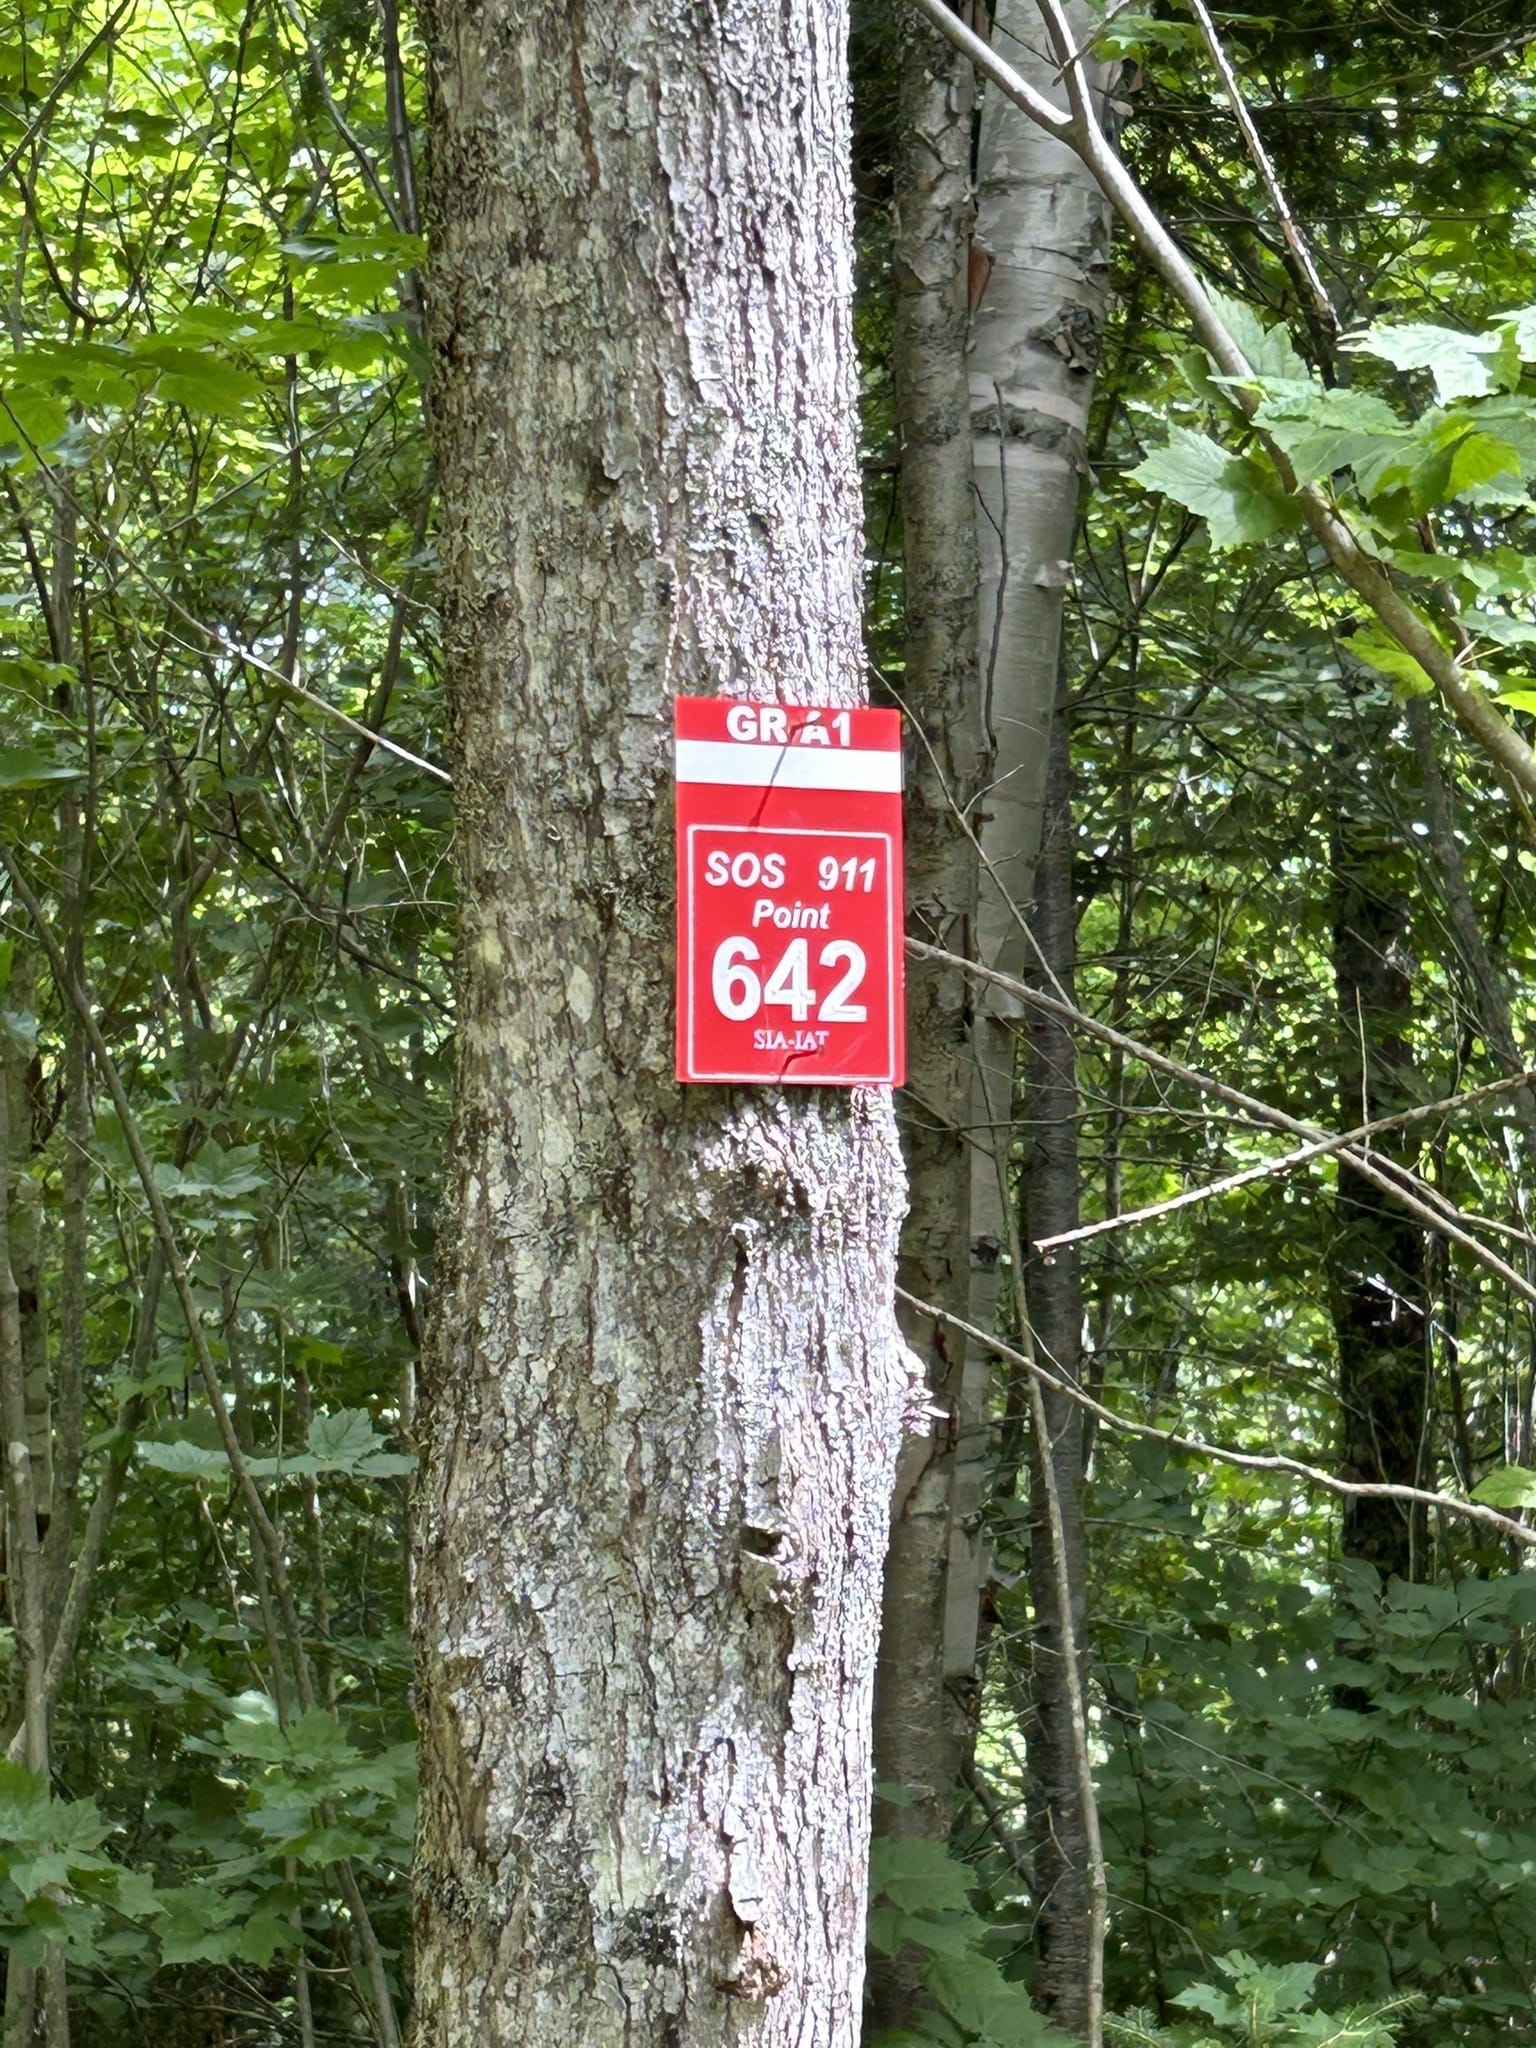 GR-A1
SOS 911
Point
642
SIA-IAT